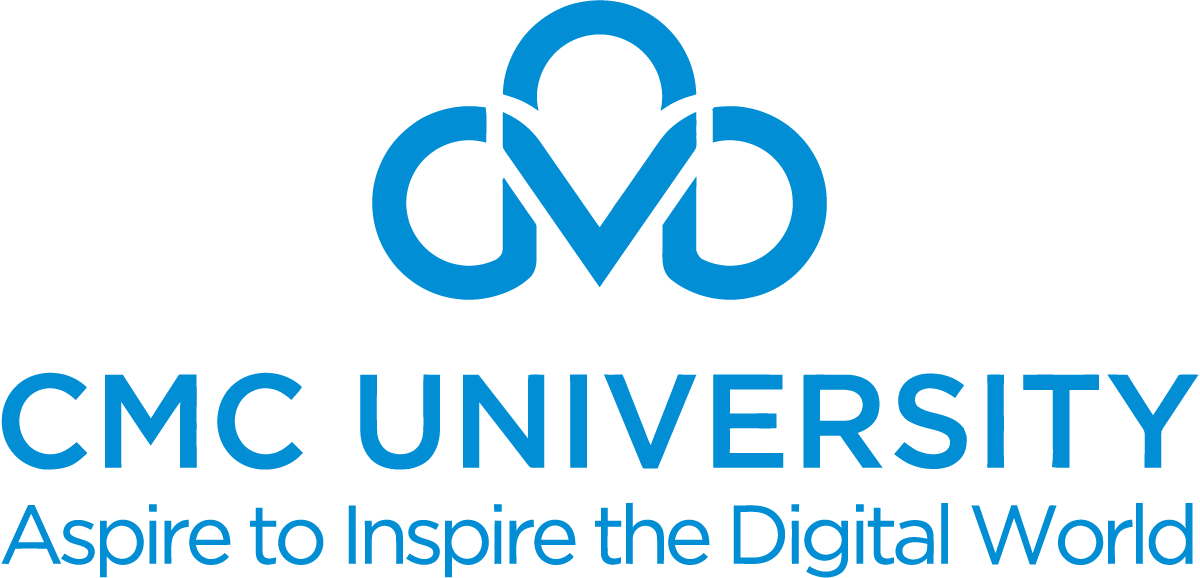 CMC UNIVERSITY
Aspire to Inspire the Digital World